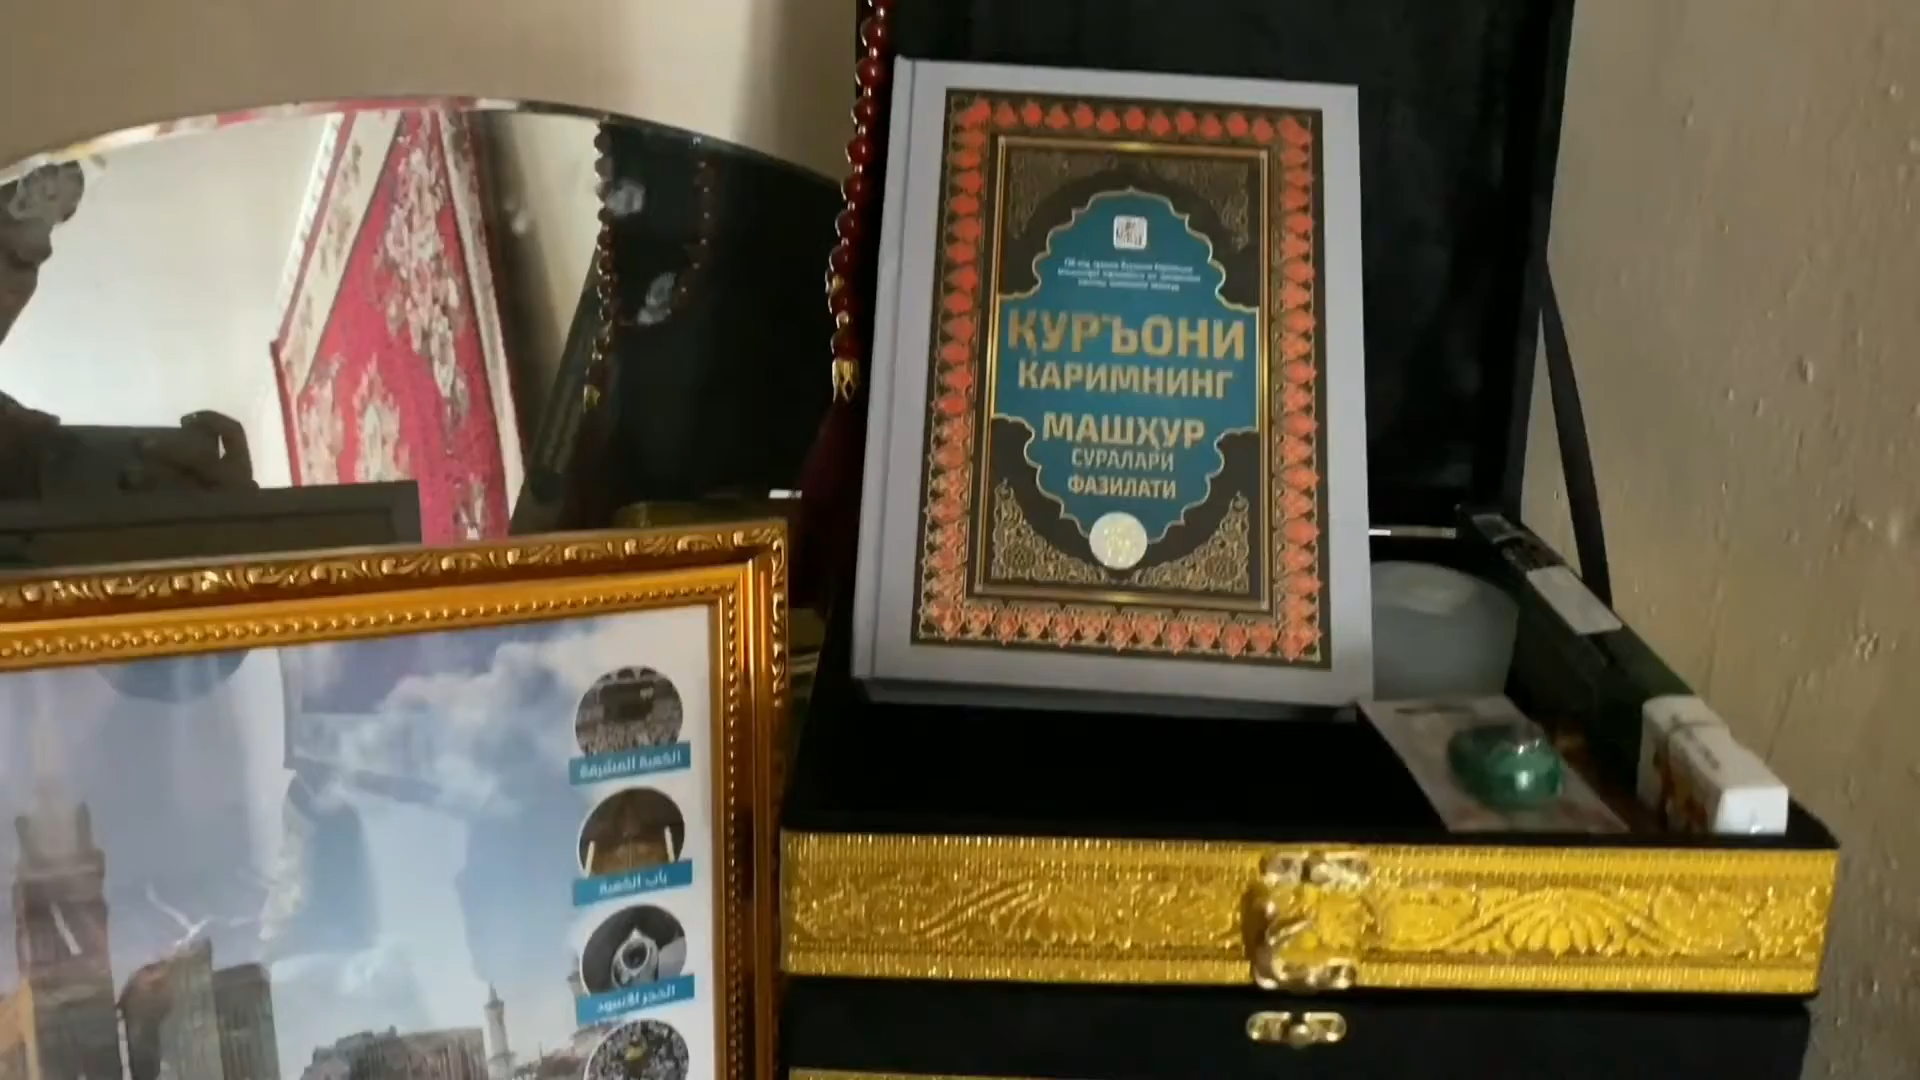 ҚУРЪОНИ
КАРИМНИНГ
МАШҲУР
СУРАЛАРИ
ФАЗИЛАТИ
الكعبة المشرفة
باب الكعبة
الحجر الأسود